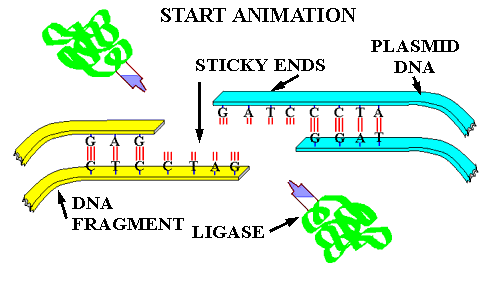 START ANIMATION
STICKY ENDS
PLASMID
DNA
G A T C C C T A
G G A T
G A G
C T C C T A G
DNA
FRAGMENT
LIGASE